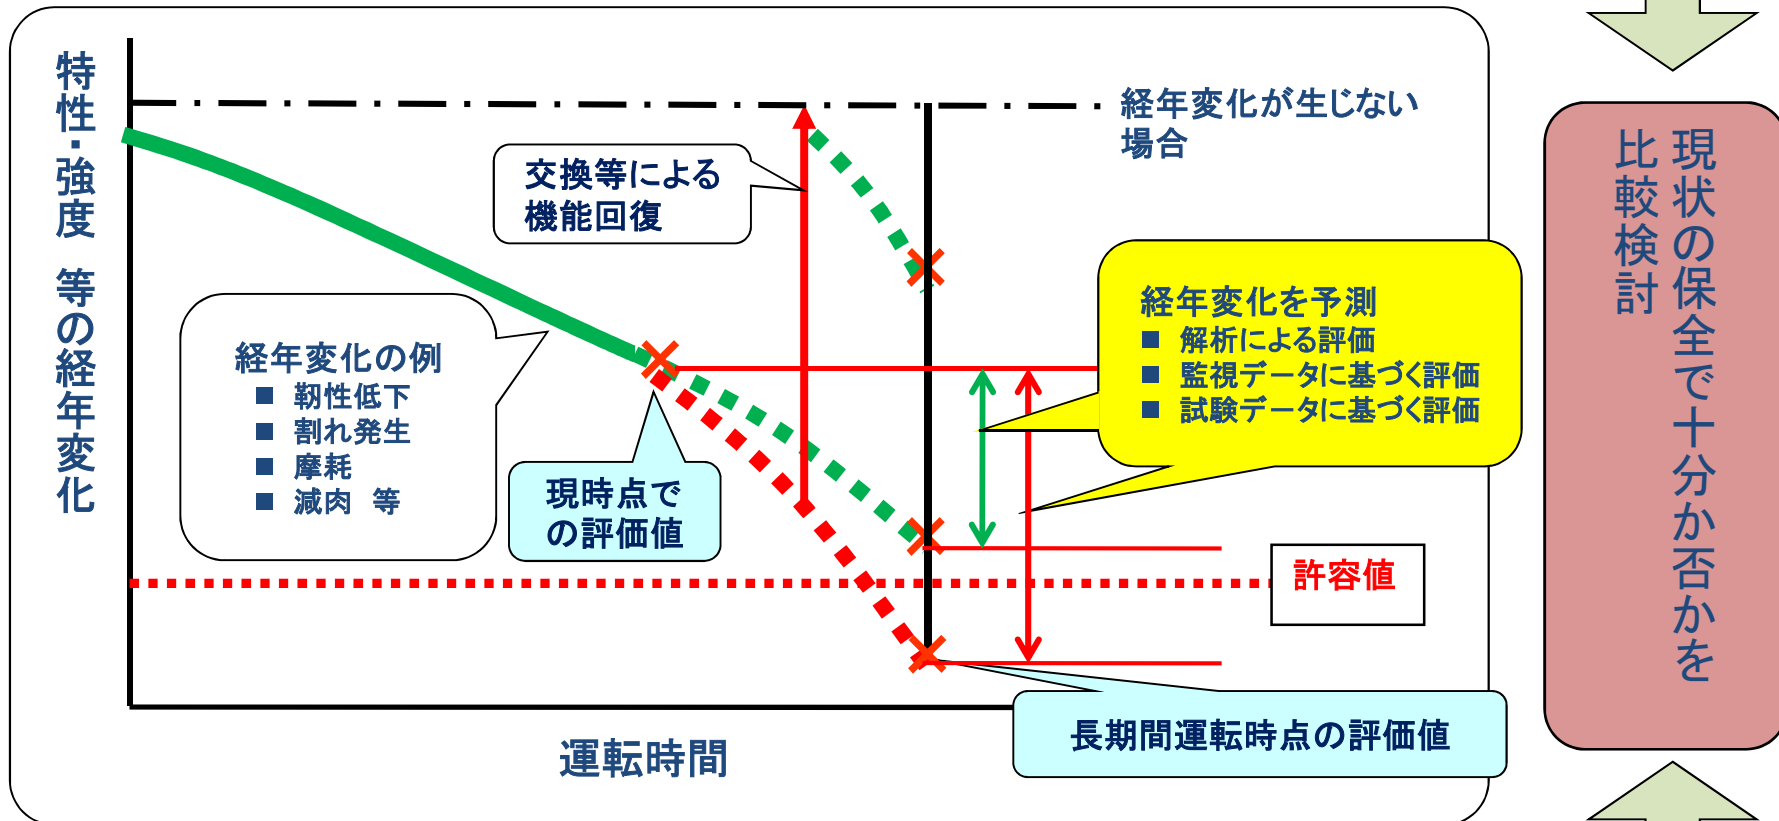 特性・強度 等の経年変化
経年変化が生じない
場合
交換等による
機能回復
経年変化の例
■ 靭性低下
■ 割れ発生
■ 摩耗
■ 減肉 等
現時点で
の評価値
経年変化を予測
■ 解析による評価
■ 監視データに基づく評価
■ 試験データに基づく評価
許容値
長期間運転時点の評価値
運転時間
現状の保全で十分か否かを
比較検討